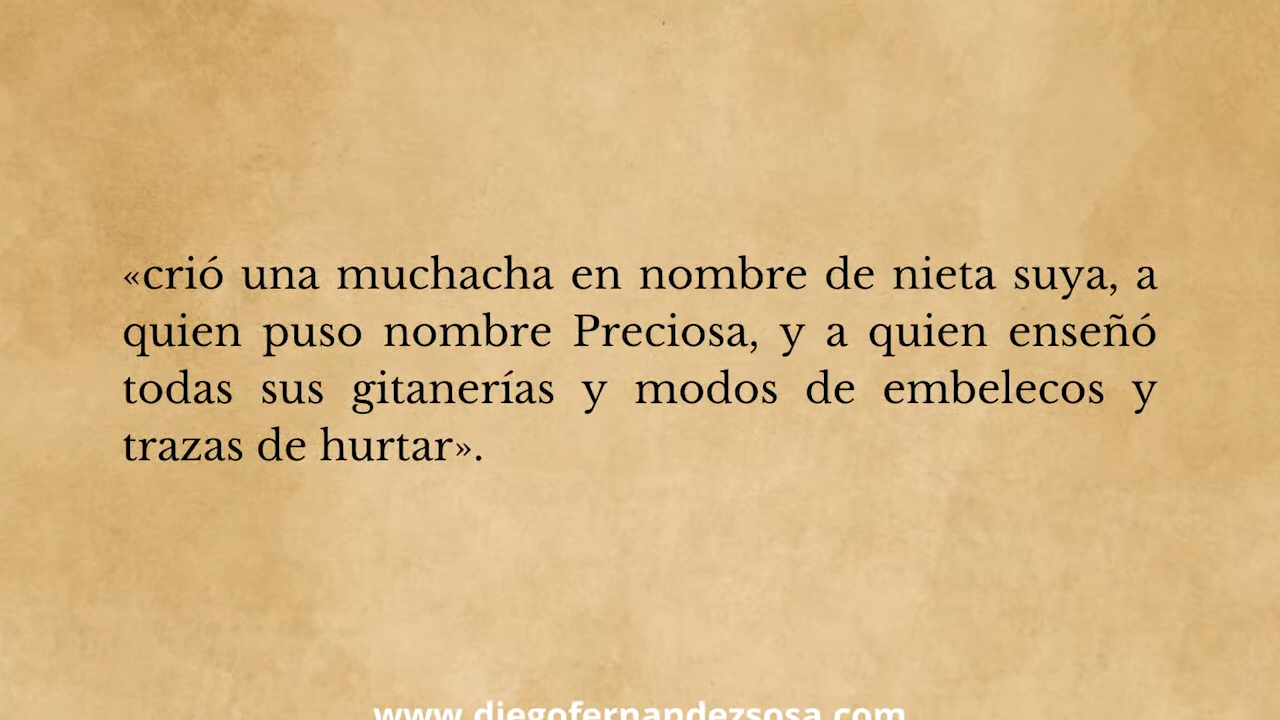 «crió una muchacha en nombre de nieta suya, a
quien puso nombre Preciosa, y a quien enseñó
todas sus gitanerías y modos de embelecos y
trazas de hurtar».
www.diegofernandezsosa.com